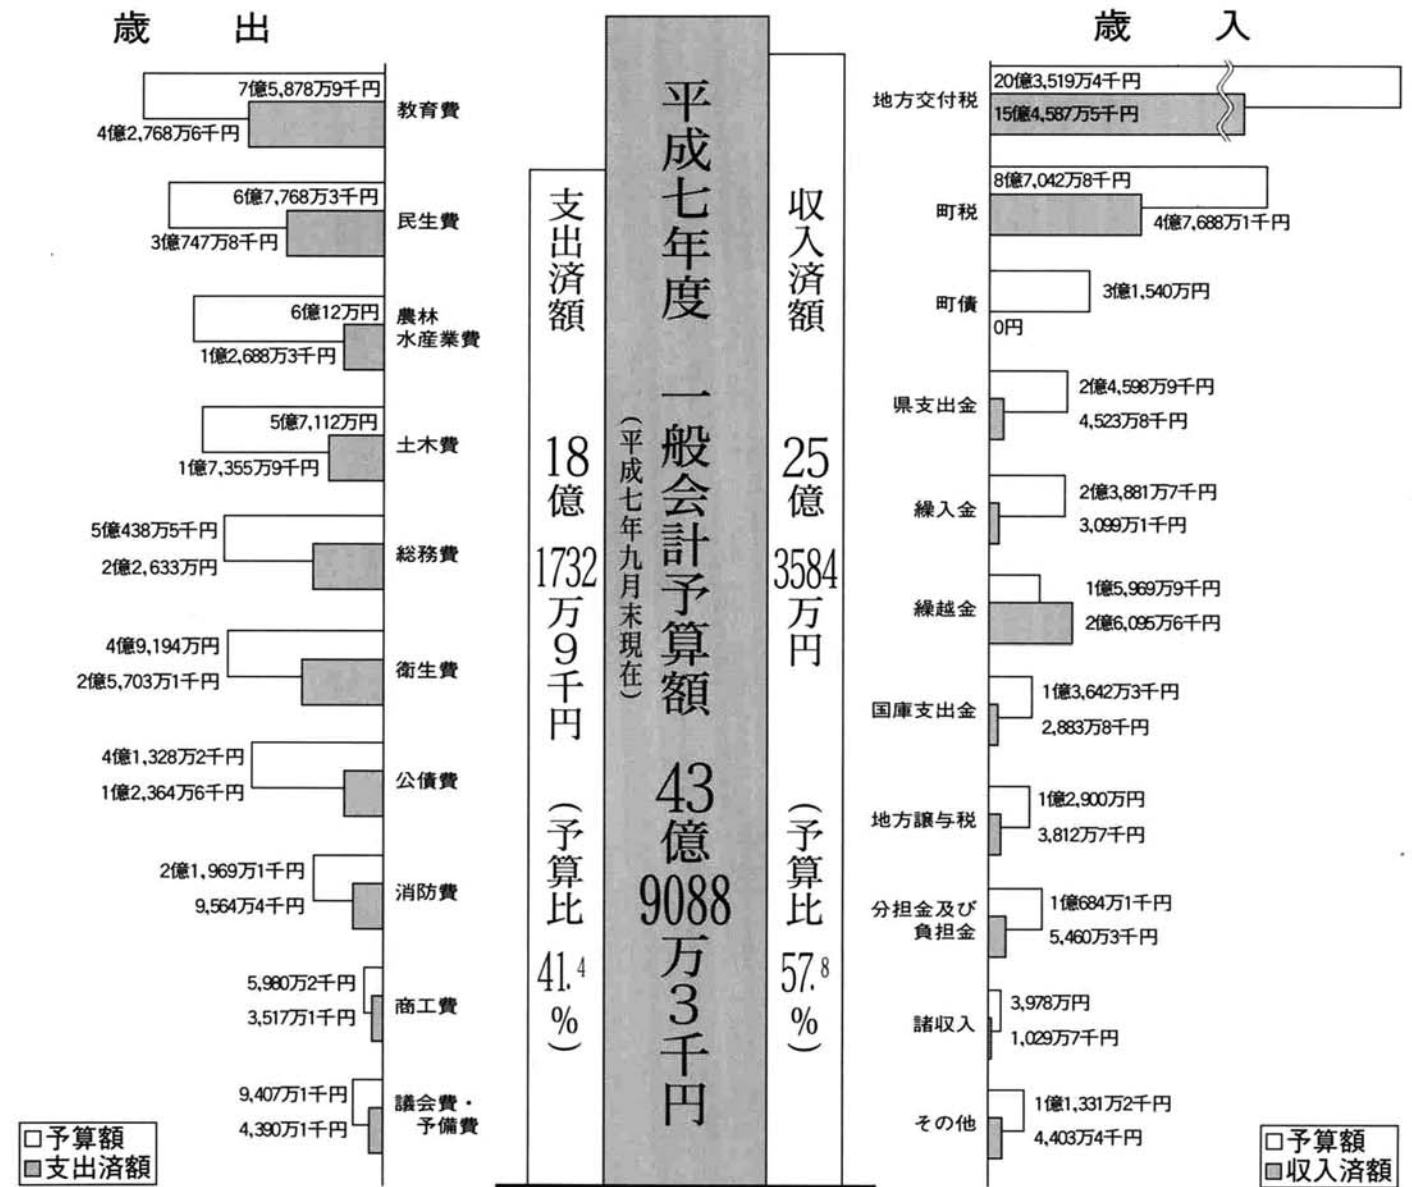 歳出
7億5,878万9千円
4億2,768万6千円
教育費
6億7,768万3千円
3億747万8千円
民生費
6億12万円
1億2,688万3千円
農林
水産業費
5億7,112万円
1億7,355万9千円
土木費
5億438万5千円
2億2,633万円
総務費
4億9,194万円
2億5,703万1千円
衛生費
4億1,328万2千円
1億2,364万6千円
公債費
2億1,969万1千円
9,564万4千円
消防費
5,980万2千円
3,517万1千円
商工費
9,407万1千円
4,390万1千円
議会費・
予備費
□予算額
支出済額
平成七年度 一般会計予算額 43億9088万3千円
(平成七年九月末現在)
収入済額 25億3584万円 (予算比 57.8%)
支出済額 18億1732万9千円 (予算比 41.4%)
歳入
地方交付税
20億3,519万4千円
15億4,587万5千円
町税
8億7,042万8千円
4億7,688万1千円
町債
3億1,540万円
0円
県支出金
2億4,598万9千円
4,523万8千円
繰入金
2億3,881万7千円
3,099万1千円
繰越金
1億5,969万9千円
2億6,095万6千円
国庫支出金
1億3,642万3千円
2,883万8千円
地方譲与税
1億2,900万円
3,812万7千円
分担金及び
負担金
1億684万1千円
5,460万3千円
諸収入
3,978万円
1,029万7千円
その他
1億1,331万2千円
4,403万4千円
□予算額
収入済額